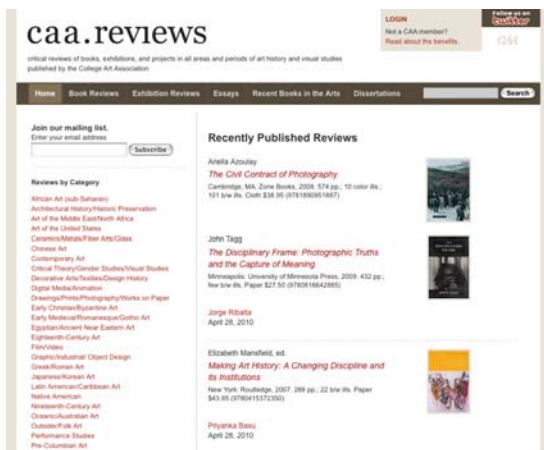 caa.reviews
critical reviews of books, exhibitions, and projects in all areas and periods of art history and visual studies
published by the College Art Association
LOGIN
Not a CAA member?
Read about the benefits.
Follow us on
twitter
CAA
Home Book Reviews Exhibition Reviews Essays Recent Books in the Arts Dissertations Search
Join our mailing list.
Enter your email address
Subscribe
Reviews by Category
African Art (sub-Saharan)
Architectural History/Historic Preservation
Art of the Middle East/North Africa
Art of the United States
Ceramics/Metals/Fiber Arts/Glass
Chinese Art
Contemporary Art
Critical Theory/Gender Studies/Visual Studies
Decorative Arts/Textiles/Design History
Digital Media/Animation
Drawings/Prints/Photography/Works on Paper
Early Christian/Byzantine Art
Early Medieval/Romanesque/Gothic Art
Egyptian/Ancient Near Eastern Art
Eighteenth-Century Art
Film/Video
Graphic/Industrial/Object Design
Greek/Roman Art
Japanese/Korean Art
Latin American/Caribbean Art
Native American
Nineteenth-Century Art
Oceanic/Australian Art
Outsider/Folk Art
Performance Studies
Pre-Columbian Art
Recently Published Reviews
Ariella Azoulay
The Civil Contract of Photography
Cambridge, MA. Zone Books, 2008. 574 pp.; 10 color ills.;
101 b/w ills. Cloth $38.95 (9781890951887)
John Tagg
The Disciplinary Frame: Photographic Truths
and the Capture of Meaning
Minneapolis: University of Minnesota Press, 2009. 432 pp.;
few b/w ills. Paper $27.50 (9780816642885)
Jorge Ribalta
April 28, 2010
Elizabeth Mansfield, ed.
Making Art History: A Changing Discipline and
its Institutions
New York: Routledge, 2007. 288 pp.; 22 b/w ills. Paper
$43.95 (9780415372350)
Priyanka Basu
April 28, 2010